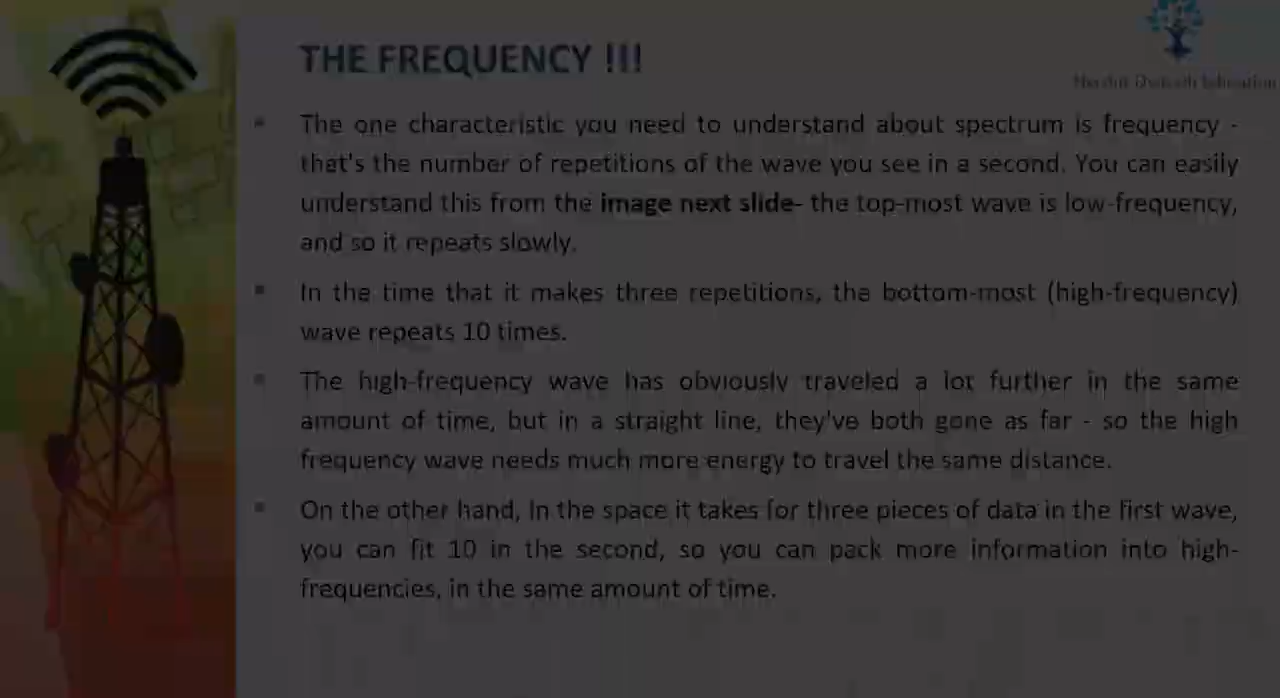 THE FREQUENCY !!!
The one characteristic you need to understand about spectrum is frequency -
that's the number of repetitions of the wave you see in a second. You can easily
understand this from the image next slide- the top-most wave is low-frequency,
and so it repeats slowly.
In the time that it makes three repetitions, the bottom-most (high-frequency)
wave repeats 10 times.
The high-frequency wave has obviously traveled a lot further in the same
amount of time, but in a straight line, they've both gone as far - so the high
frequency wave needs much more energy to travel the same distance.
On the other hand, In the space it takes for three pieces of data in the first wave,
you can fit 10 in the second, so you can pack more information into high-
frequencies, in the same amount of time.